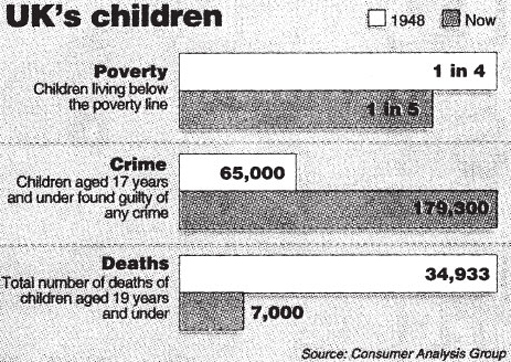 UK's children
1948
Now
Poverty
Children living below
the poverty line
1 in 4
1 in 5
Crime
Children aged 17 years
and under found guilty of
any crime
65,000
179,300
Deaths
Total number of deaths of
children aged 19 years
and under
34,933
7,000
Source: Consumer Analysis Group